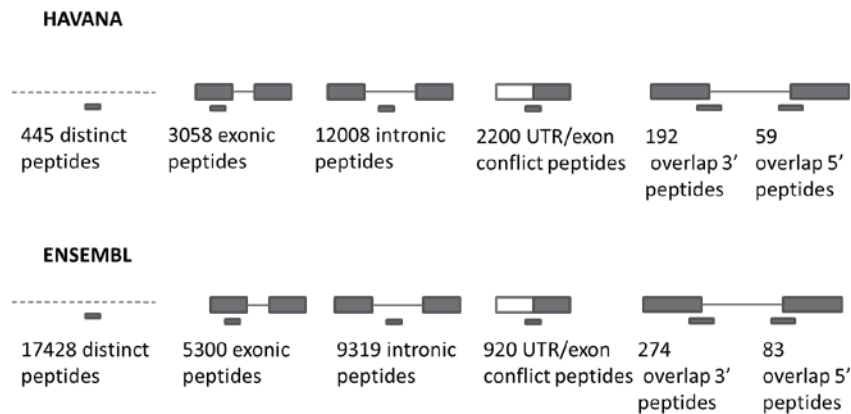 HAVANA
445 distinct peptides
3058 exonic peptides
12008 intronic peptides
2200 UTR/exon conflict peptides
192 overlap 3' peptides
59 overlap 5' peptides
ENSEMBL
17428 distinct peptides
5300 exonic peptides
9319 intronic peptides
920 UTR/exon conflict peptides
274 overlap 3' peptides
83 overlap 5' peptides